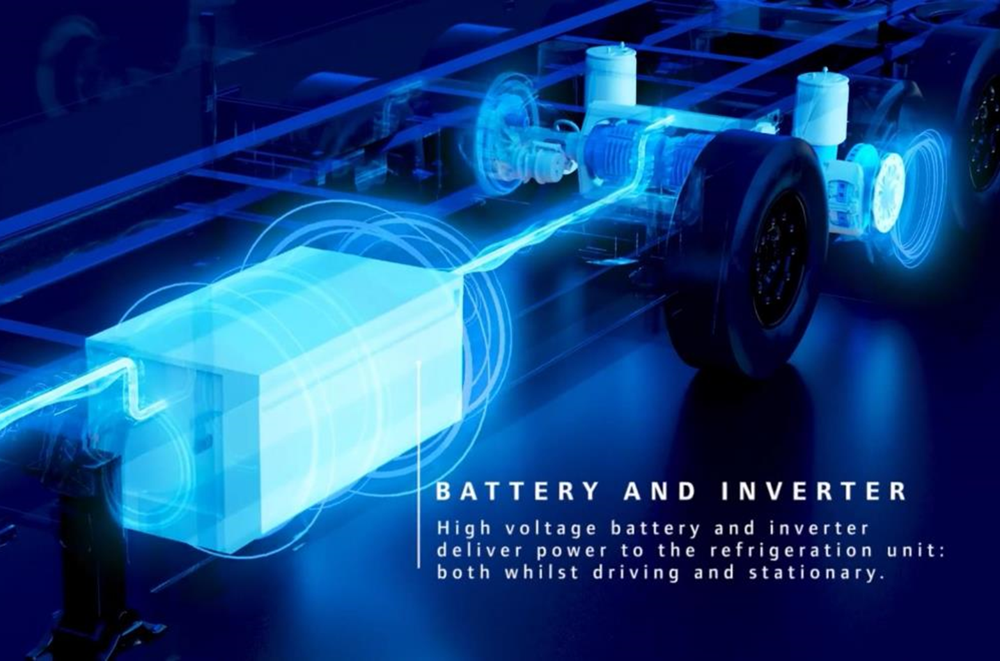 BATTERY AND INVERTER
High voltage battery and inverter
deliver power to the refrigeration unit:
both whilst driving and stationary.